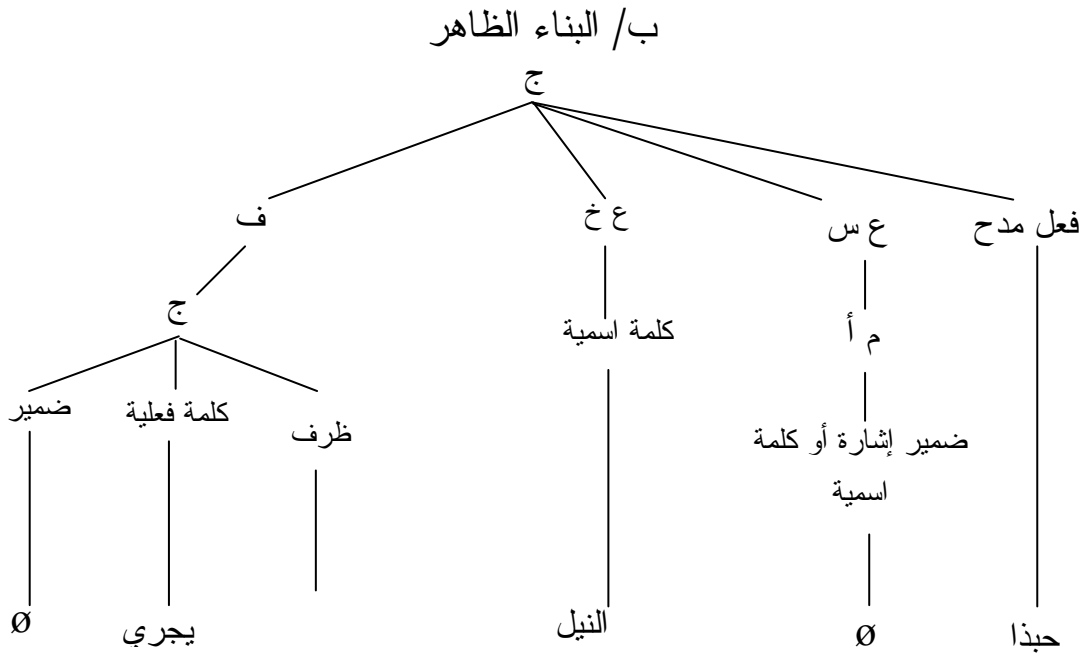 ب/ البناء الظاهر
ج
فعل مدح ع س ع خ ف
م أ كلمة اسمية ج
ضمير إشارة أو كلمة ظرف كلمة فعلية ضمير
اسمية
حبذا Ø النيل يجري Ø